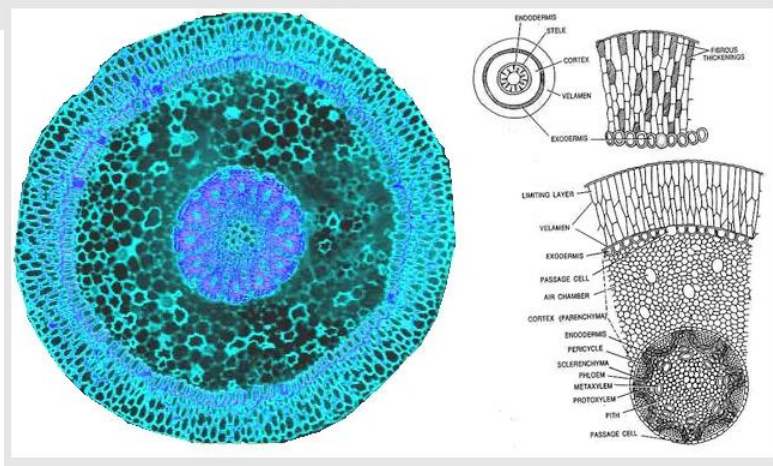 ENDODERMIS
STELE
CORTEX
VELAMEN
EXODERMIS
FIBROUS
THICKENINGS
LIMITING LAYER
VELAMEN
EXODERMIS
PASSAGE CELL
AIR CHAMBER
CORTEX (PARENCHYMA)
ENDODERMIS
PERICYCLE
SCLERENCHYMA
PHLOEM
METAXYLEM
PROTOXYLEM
PITH
PASSAGE CELL